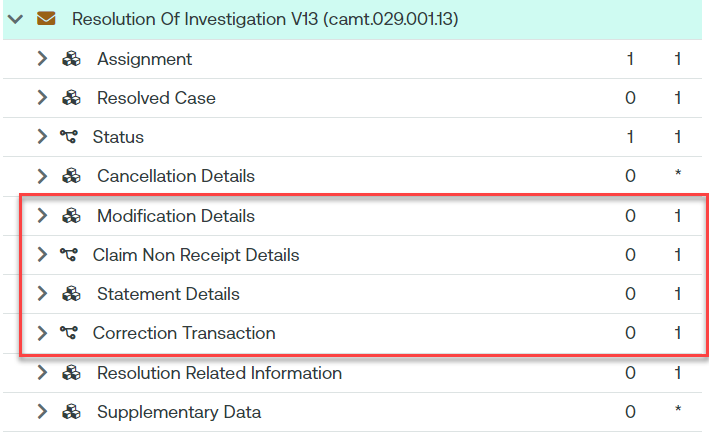 Resolution Of Investigation V13 (camt.029.001.13)
Assignment 1 1
Resolved Case 0 1
Status 1 1
Cancellation Details 0 *
Modification Details 0 1
Claim Non Receipt Details 0 1
Statement Details 0 1
Correction Transaction 0 1
Resolution Related Information 0 1
Supplementary Data 0 *